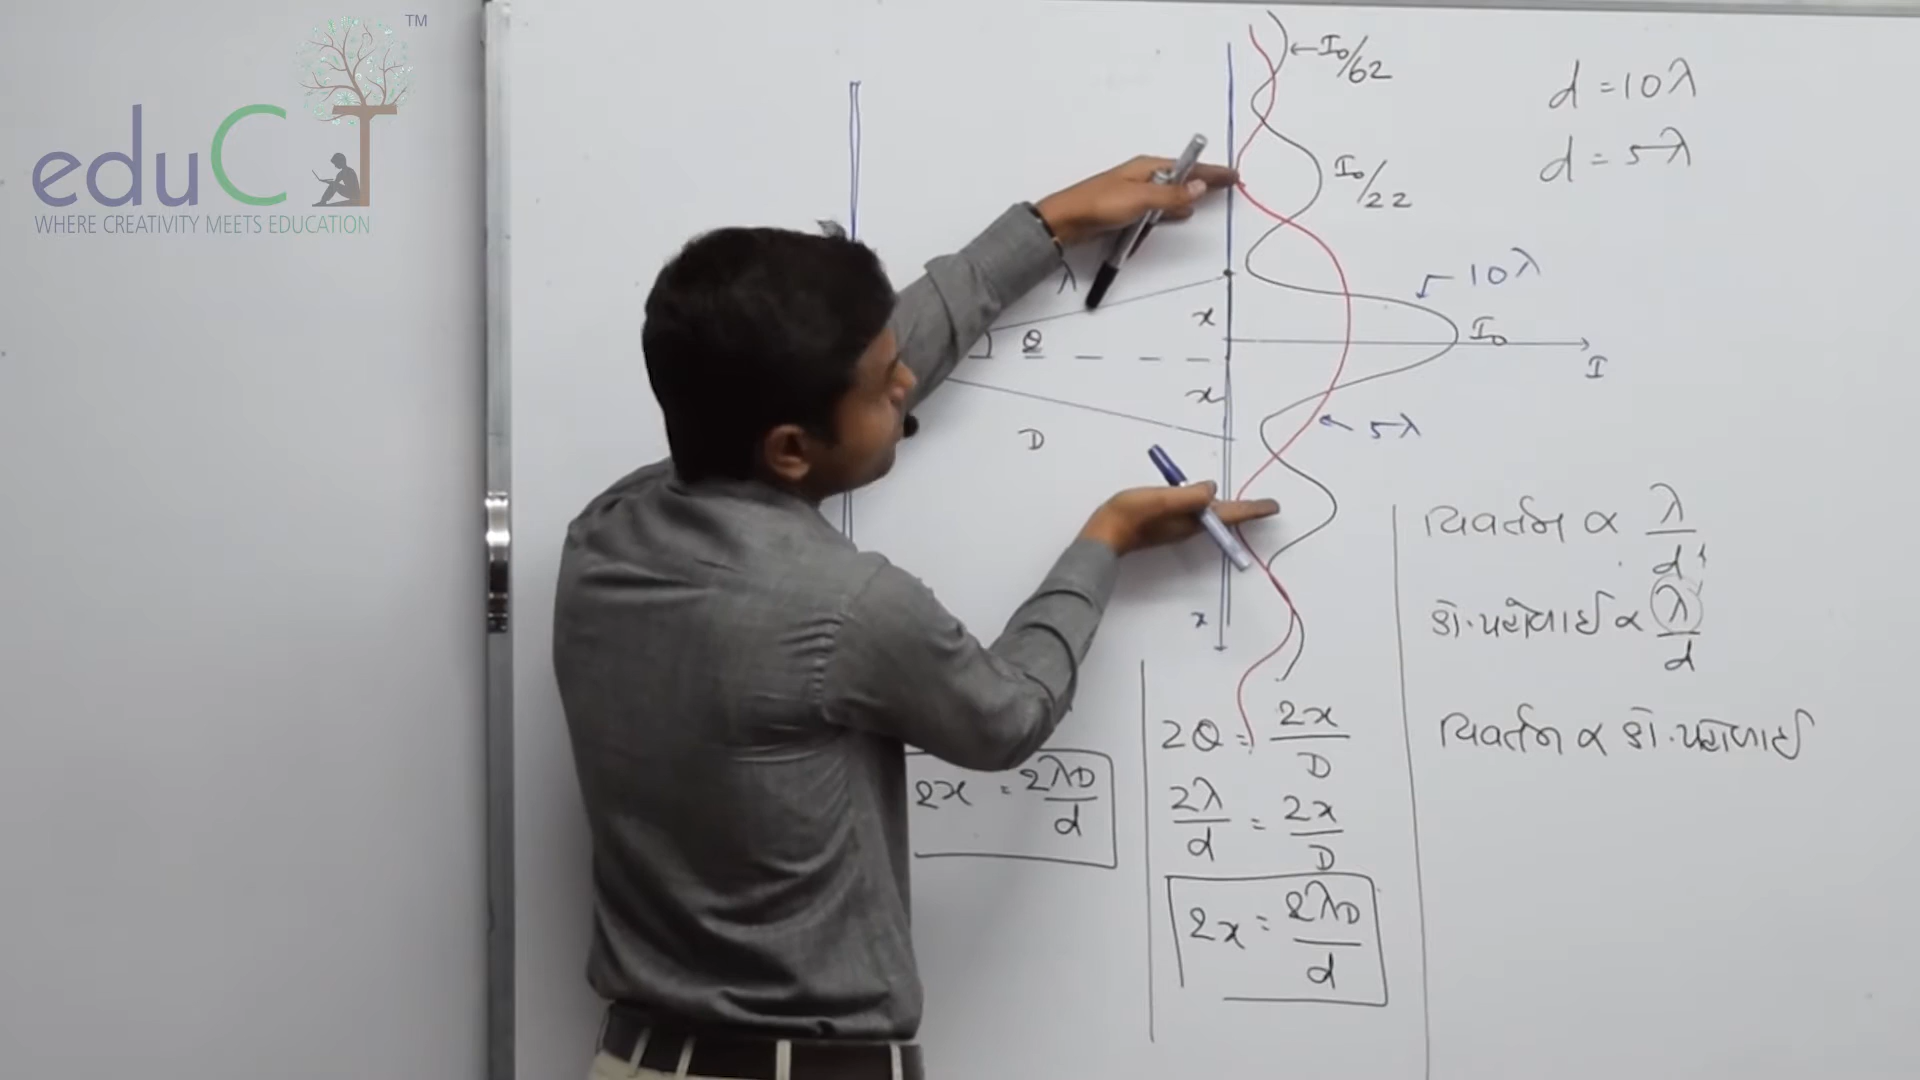 TM
eduCT
WHERE CREATIVITY MEETS EDUCATION
I₀/62
d = 10λ
d = 5λ
I₀/22
10λ
λ
x
θ
I₀
I
x
5λ
D
વિવર્તન ∝ λ/d
કો.પહોળાઈ ∝ λ/d
x
વિવર્તન ∝ કો.પહોળાઈ
2θ = 2x/D
2x = 2λD/d
2λ/d = 2x/D
2x = 2λD/d